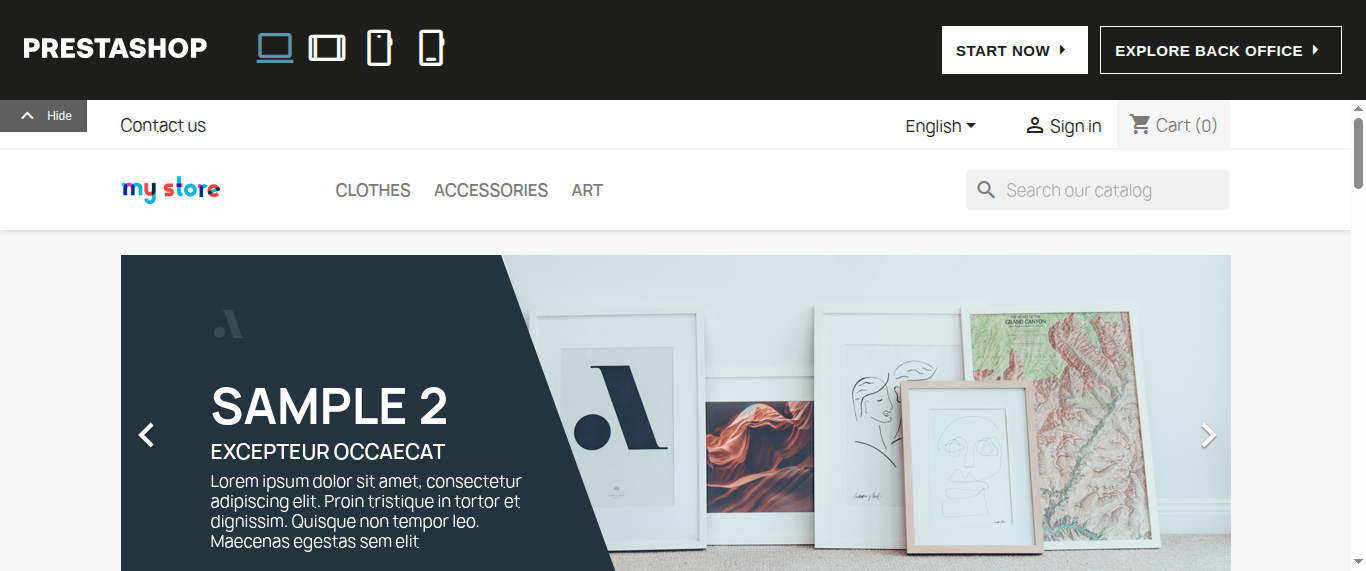 PRESTASHOP
START NOW
EXPLORE BACK OFFICE
Hide
Contact us
English
Sign in
Cart (0)
my store
CLOTHES
ACCESSORIES
ART
Search our catalog
SAMPLE 2
EXCEPTEUR OCCAECAT
Lorem ipsum dolor sit amet, consectetur
adipiscing elit. Proin tristique in tortor et
dignissim. Quisque non tempor leo.
Maecenas egestas sem elit
GRAND CANYON